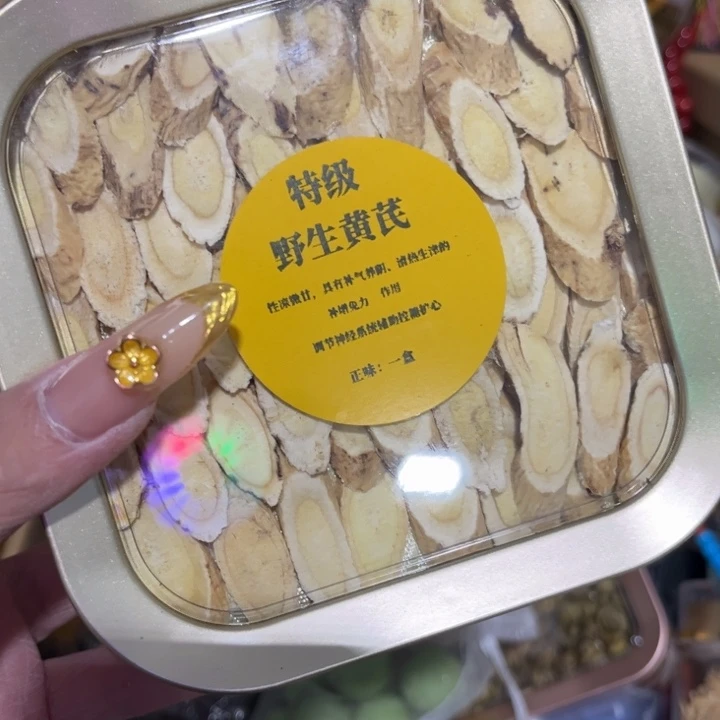 特级
野生黄芪
性凉微甘，具有补气养阴、清热生津的
补增免力　作用
调节神经系统辅助控糖护心
正味：一盒